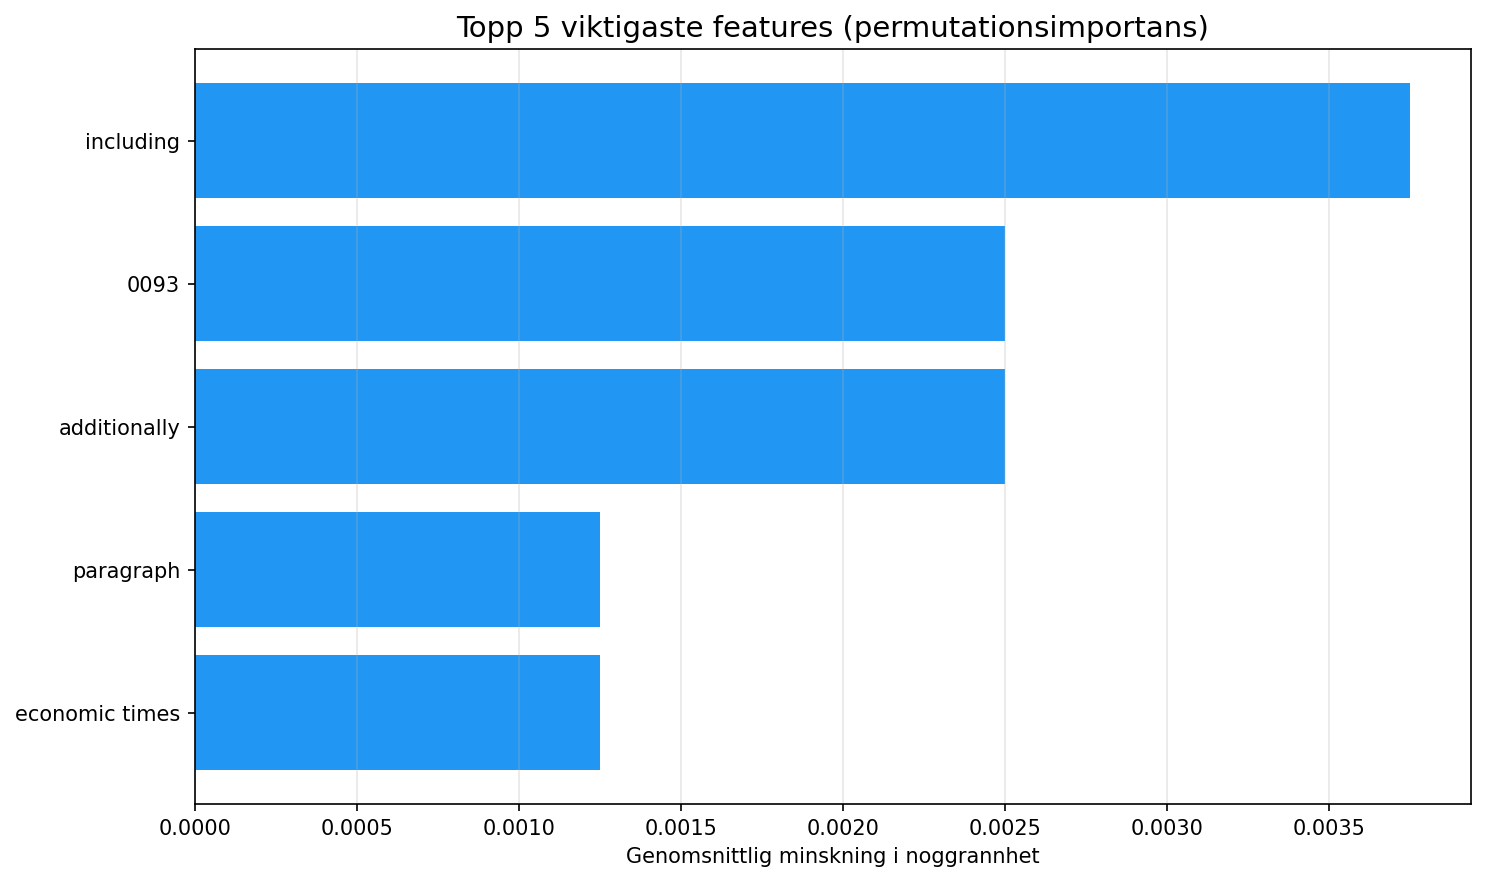 Topp 5 viktigaste features (permutationsimportans)
including
0093
additionally
paragraph
economic times
0.0000 0.0005 0.0010 0.0015 0.0020 0.0025 0.0030 0.0035
Genomsnittlig minskning i noggrannhet